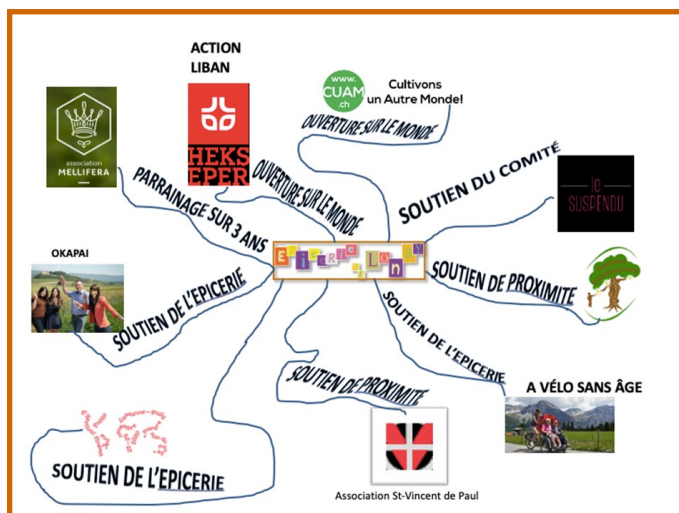 ACTION
LIBAN
www.
CUAM
.ch
Cultivons
un Autre Monde!
OUVERTURE SUR LE MONDE
association
MELLIFERA
HEKS
EPER
OUVERTURE SUR LE MONDE
SOUTIEN DU COMITÉ
le
SUSPENDU
PARRAINAGE SUR 3 ANS
EPICERIE
LONAY
OKAPAI
SOUTIEN DE L'EPICERIE
SOUTIEN DE PROXIMITE
SOUTIEN DE L'EPICERIE
A VÉLO SANS ÂGE
SOUTIEN DE PROXIMITE
SOUTIEN DE L'EPICERIE
Association St-Vincent de Paul